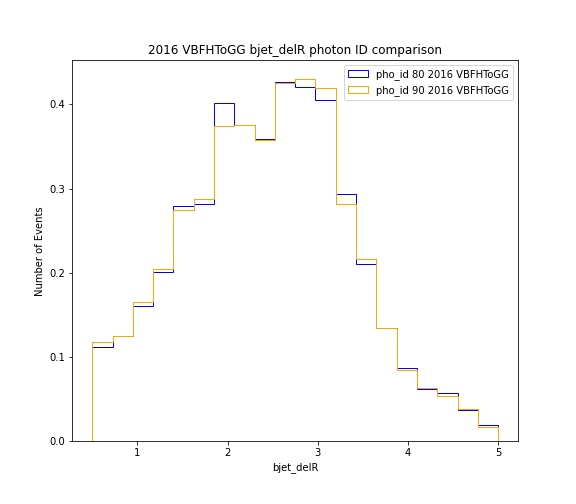 2016 VBFHToGG bjet_delR photon ID comparison
pho_id 80 2016 VBFHToGG
pho_id 90 2016 VBFHToGG
Number of Events
0.4
0.3
0.2
0.1
0.0
1 2 3 4 5
bjet_delR